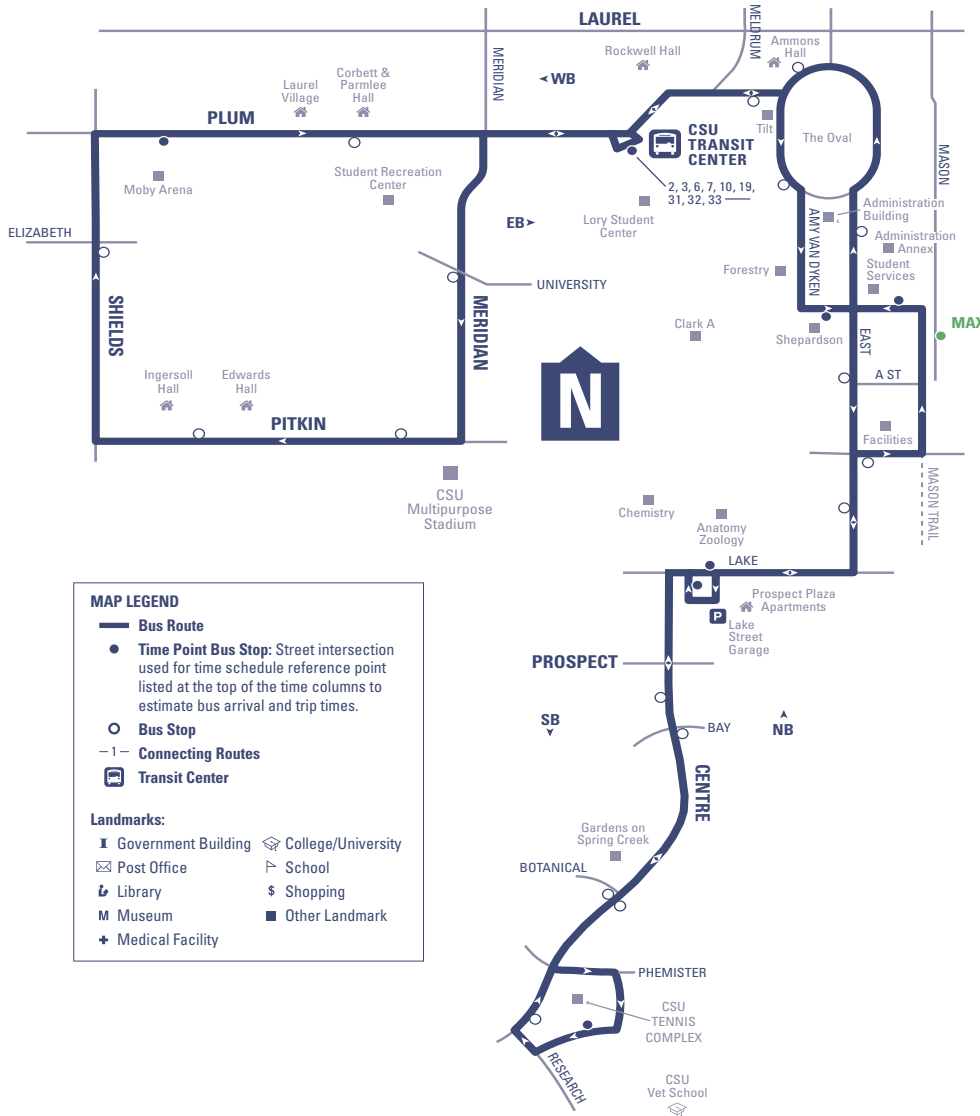 LAUREL
MELDRUM
Ammons
Hall
Rockwell Hall
MERIDIAN
WB
Corbett &
Parmlee
Hall
Laurel
Village
PLUM
CSU
TRANSIT
CENTER
Tilt
The Oval
MASON
Moby Arena
Student Recreation
Center
2, 3, 6, 7, 10, 19,
31, 32, 33
EB
Lory Student
Center
AMY VAN DYKEN
Administration
Building
Administration
Annex
ELIZABETH
Student
Services
Forestry
UNIVERSITY
SHIELDS
MERIDIAN
Clark A
Shepardson
EAST
MAX
Ingersoll
Hall
Edwards
Hall
N
A ST
PITKIN
Facilities
MASON TRAIL
CSU
Multipurpose
Stadium
Chemistry
Anatomy
Zoology
LAKE
Prospect Plaza
Apartments
P
Lake
Street
Garage
PROSPECT
SB
NB
BAY
CENTRE
Gardens on
Spring Creek
BOTANICAL
PHEMISTER
CSU
TENNIS
COMPLEX
RESEARCH
CSU
Vet School
MAP LEGEND
Bus Route
Time Point Bus Stop: Street intersection
used for time schedule reference point
listed at the top of the time columns to
estimate bus arrival and trip times.
Bus Stop
1 Connecting Routes
Transit Center
Landmarks:
Government Building College/University
Post Office School
Library $ Shopping
M Museum Other Landmark
Medical Facility